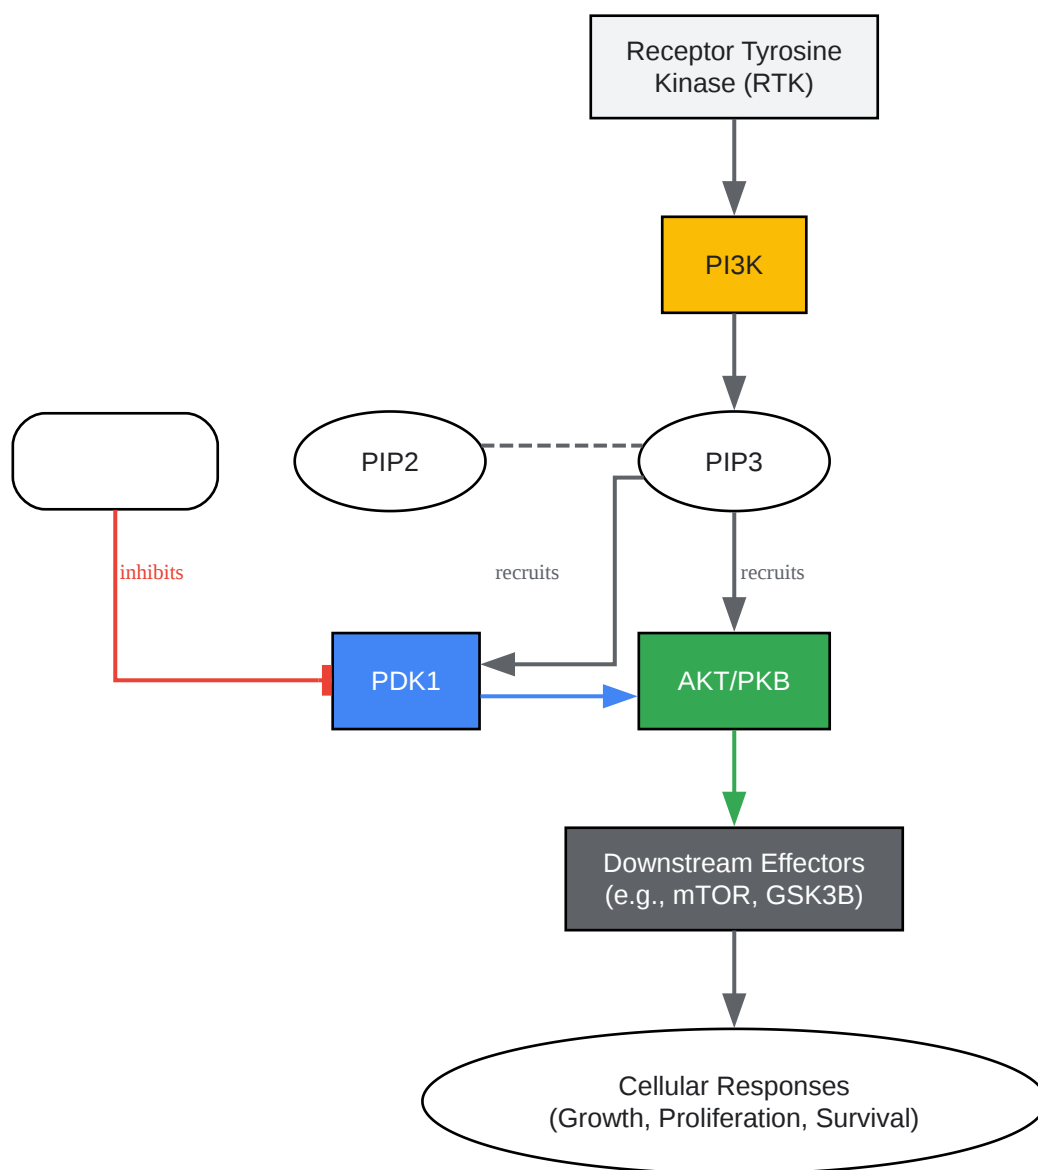 Receptor Tyrosine
Kinase (RTK)
PI3K
PIP2
PIP3
inhibits
recruits
recruits
PDK1
AKT/PKB
Downstream Effectors
(e.g., mTOR, GSK3B)
Cellular Responses
(Growth, Proliferation, Survival)